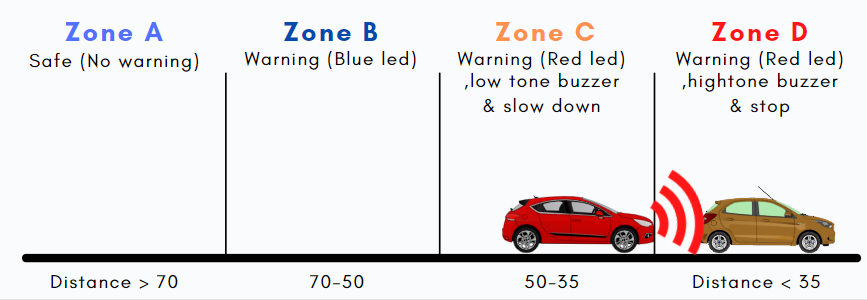 Zone A
Safe (No warning)
Zone B
Warning (Blue led)
Zone C
Warning (Red led)
,low tone buzzer
& slow down
Zone D
Warning (Red led)
,hightone buzzer
& stop
Distance > 70
70-50
50-35
Distance < 35